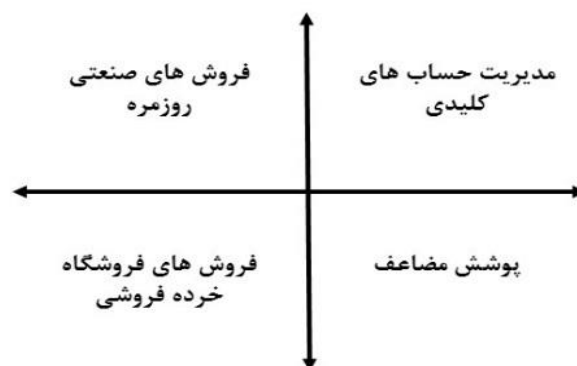 مدیریت حساب های
کلیدی
فروش های صنعتی
روزمره
پوشش مضاعف
فروش های فروشگاه
خرده فروشی